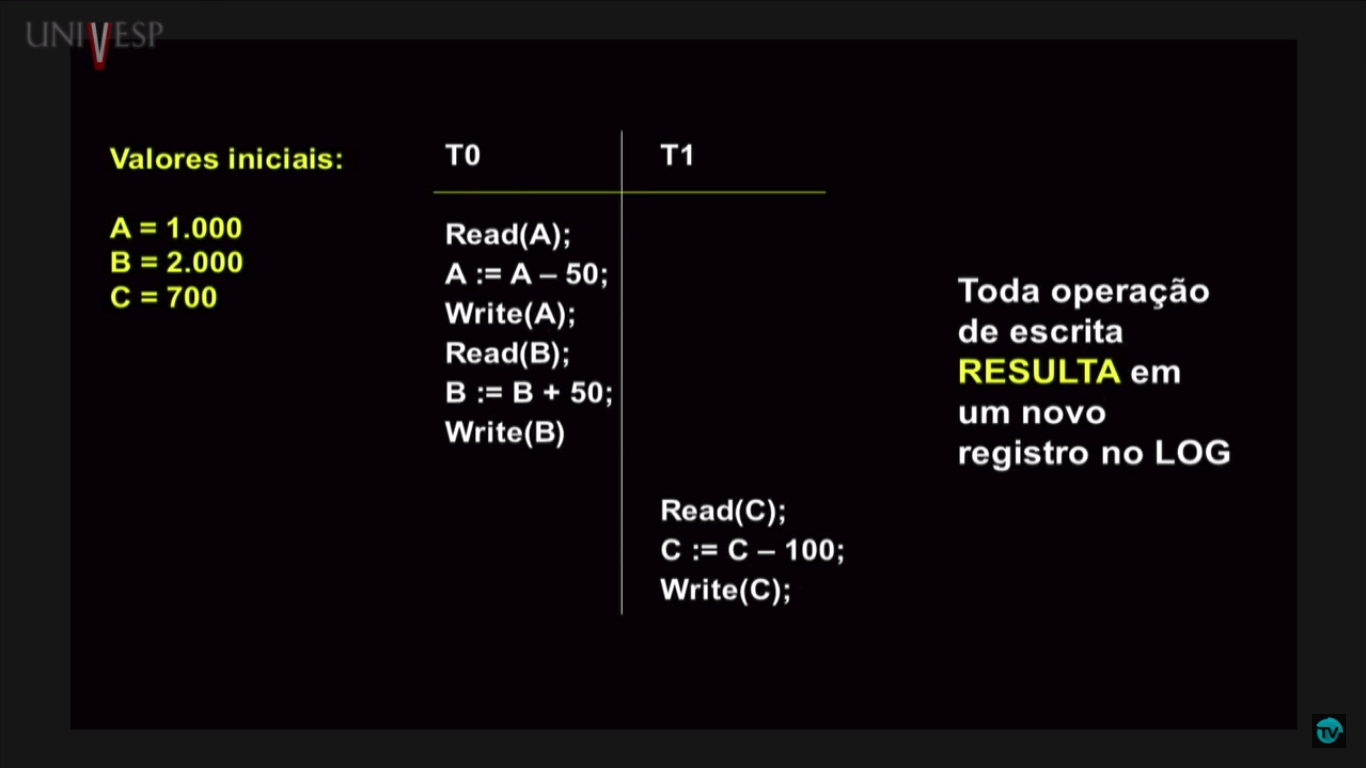 UNIVESP
Valores iniciais:
A = 1.000
B = 2.000
C = 700
T0
T1
Read(A);
A := A – 50;
Write(A);
Read(B);
B := B + 50;
Write(B)
Read(C);
C := C – 100;
Write(C);
Toda operação
de escrita
RESULTA em
um novo
registro no LOG
TV